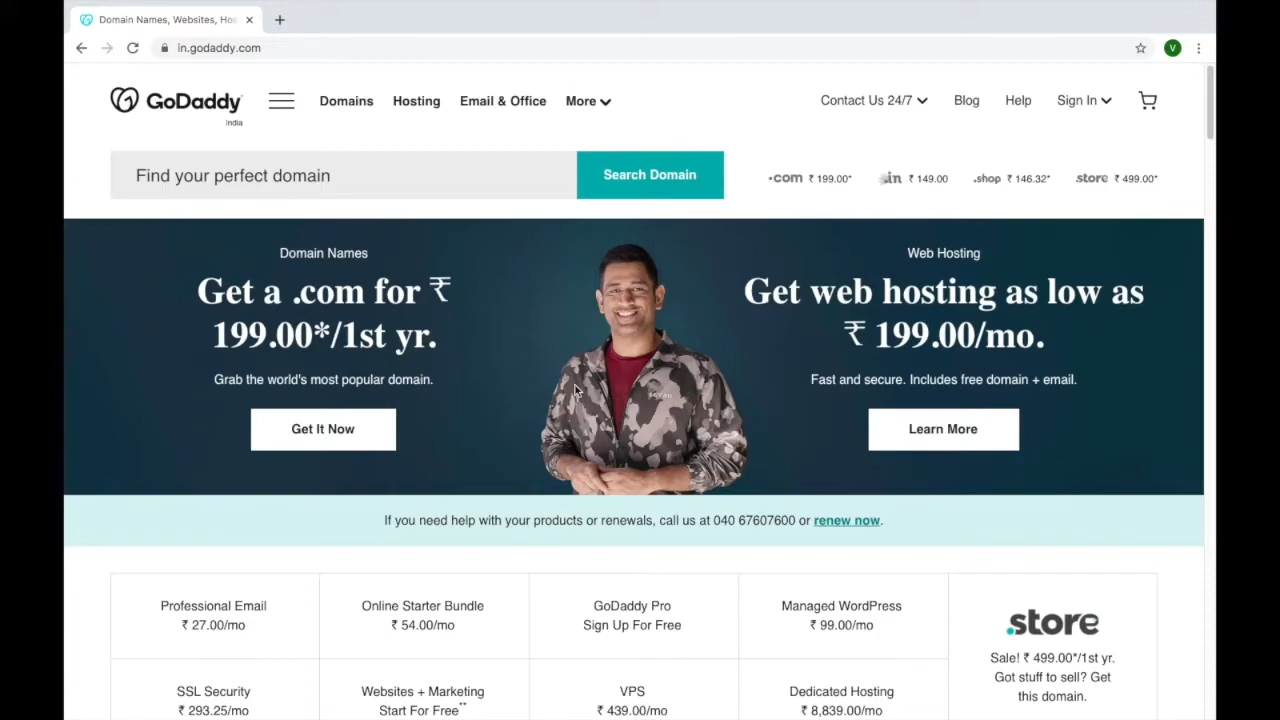 Domain Names, Websites, Hos
in.godaddy.com
V
GoDaddy
India
Domains Hosting Email & Office More
Contact Us 24/7 Blog Help Sign In
Find your perfect domain
Search Domain
.com ₹ 199.00* .in ₹ 149.00 .shop ₹ 146.32* .store ₹ 499.00*
Domain Names
Get a .com for ₹
199.00*/1st yr.
Grab the world's most popular domain.
Get It Now
Web Hosting
Get web hosting as low as
₹ 199.00/mo.
Fast and secure. Includes free domain + email.
Learn More
If you need help with your products or renewals, call us at 040 67607600 or renew now.
Professional Email
₹ 27.00/mo
Online Starter Bundle
₹ 54.00/mo
GoDaddy Pro
Sign Up For Free
Managed WordPress
₹ 99.00/mo
.store
Sale! ₹ 499.00*/1st yr.
Got stuff to sell? Get
this domain.
SSL Security
₹ 293.25/mo
Websites + Marketing
Start For Free**
VPS
₹ 439.00/mo
Dedicated Hosting
₹ 8,839.00/mo